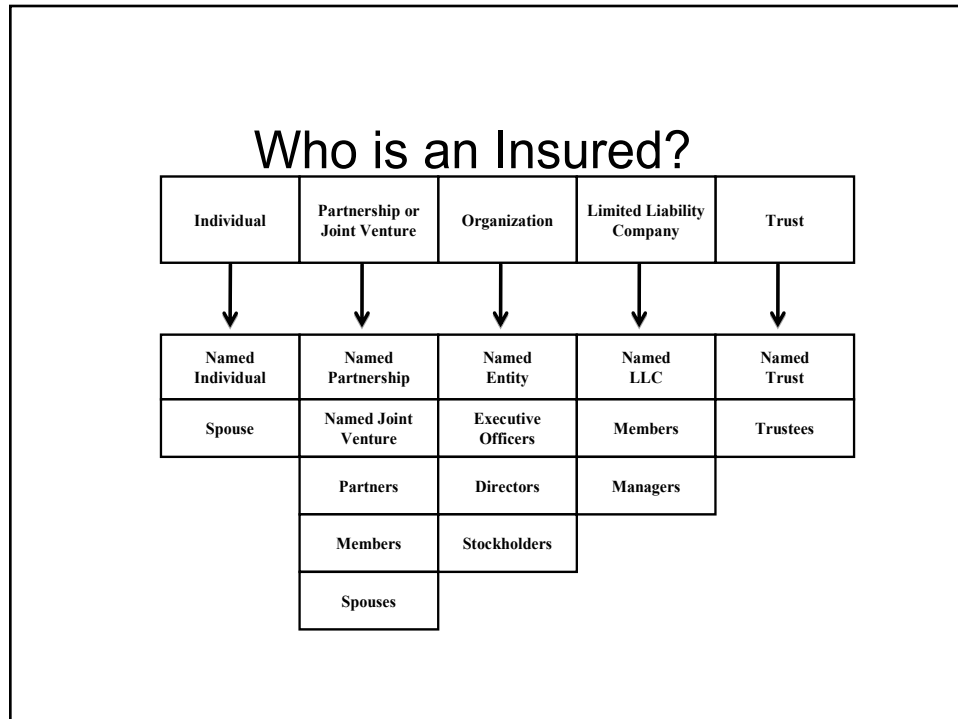 Who is an Insured?
Individual
Partnership or
Joint Venture
Organization
Limited Liability
Company
Trust
Named
Individual
Named
Partnership
Named
Entity
Named
LLC
Named
Trust
Spouse
Named Joint
Venture
Executive
Officers
Members
Trustees
Partners
Directors
Managers
Members
Stockholders
Spouses